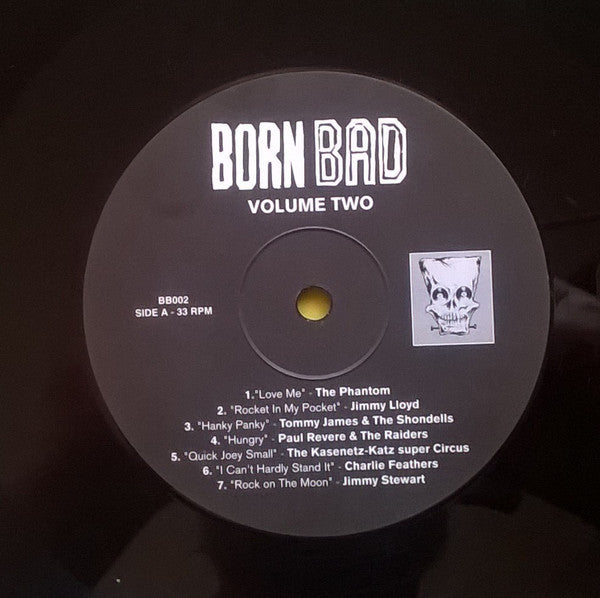 BORN BAD
VOLUME TWO
BB002
SIDE A - 33 RPM
1."Love Me" - The Phantom
2. "Rocket In My Pocket" - Jimmy Lloyd
3. "Hanky Panky" - Tommy James & The Shondells
4. "Hungry" - Paul Revere & The Raiders
5. "Quick Joey Small" - The Kasenetz-Katz super Circus
6. "I Can't Hardly Stand It" - Charlie Feathers
7. "Rock on The Moon" - Jimmy Stewart